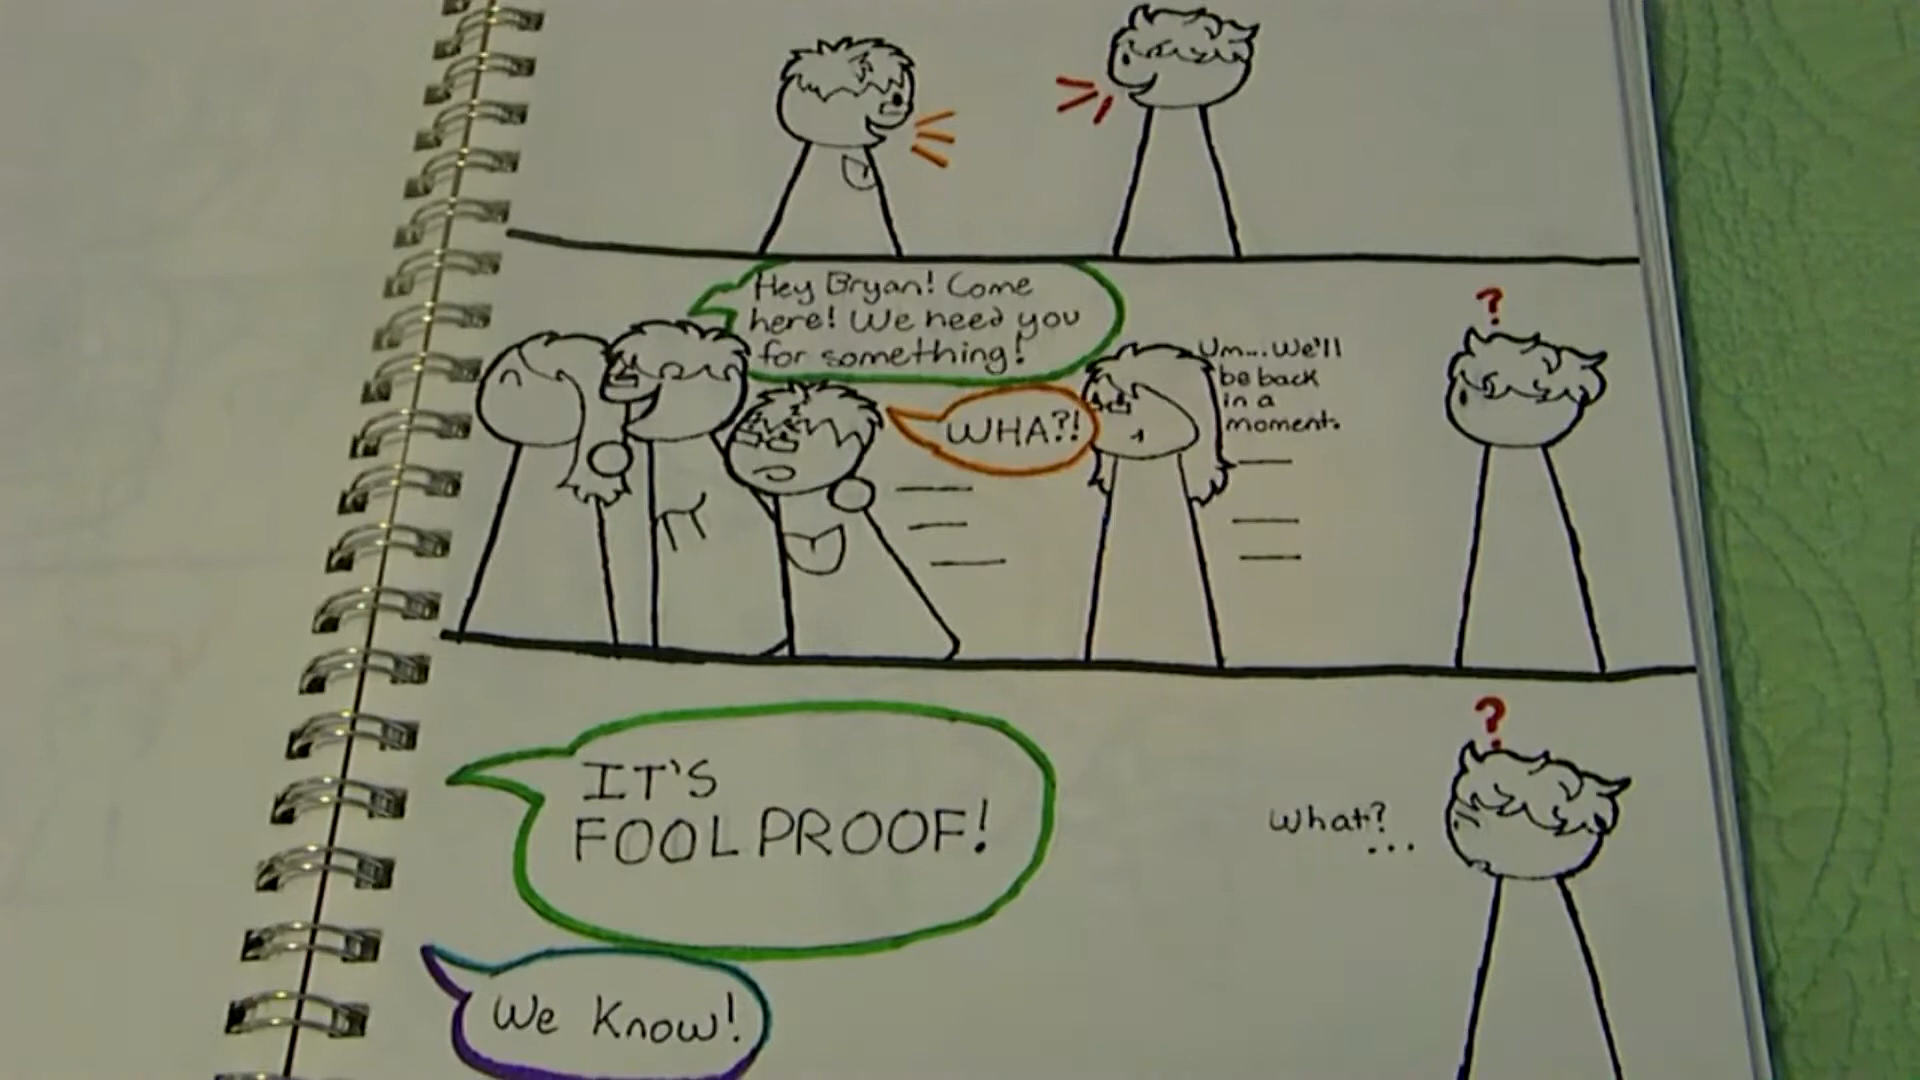 Hey Bryan! Come
here! We need you
for something!
WHA?!
Um...We'll
be back
in a
moment.
?
IT'S
FOOLPROOF!
We Know!
?
What?
...